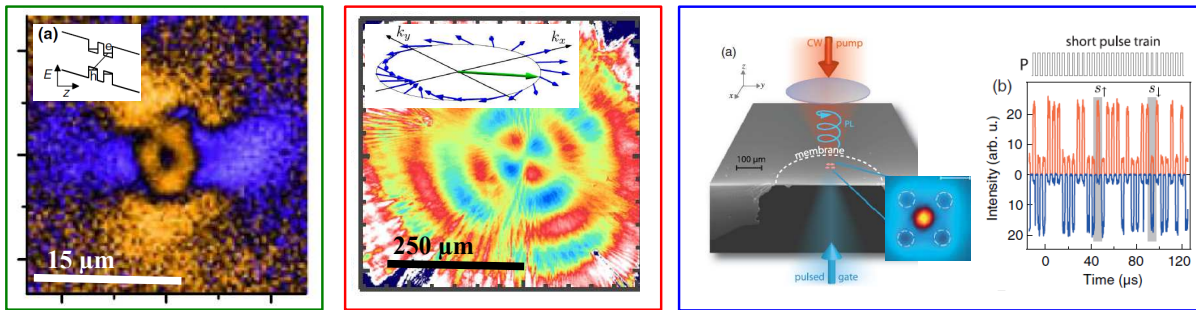 (a)
e
h
E
z
15 µm
k_y
k_x
250 µm
(a)
CW pump
z
y
x
PL
membrane
100 µm
pulsed gate
short pulse train
P
(b)
s↑
s↓
Intensity (arb. u.)
20
10
0
10
20
0
40
80
120
Time (µs)